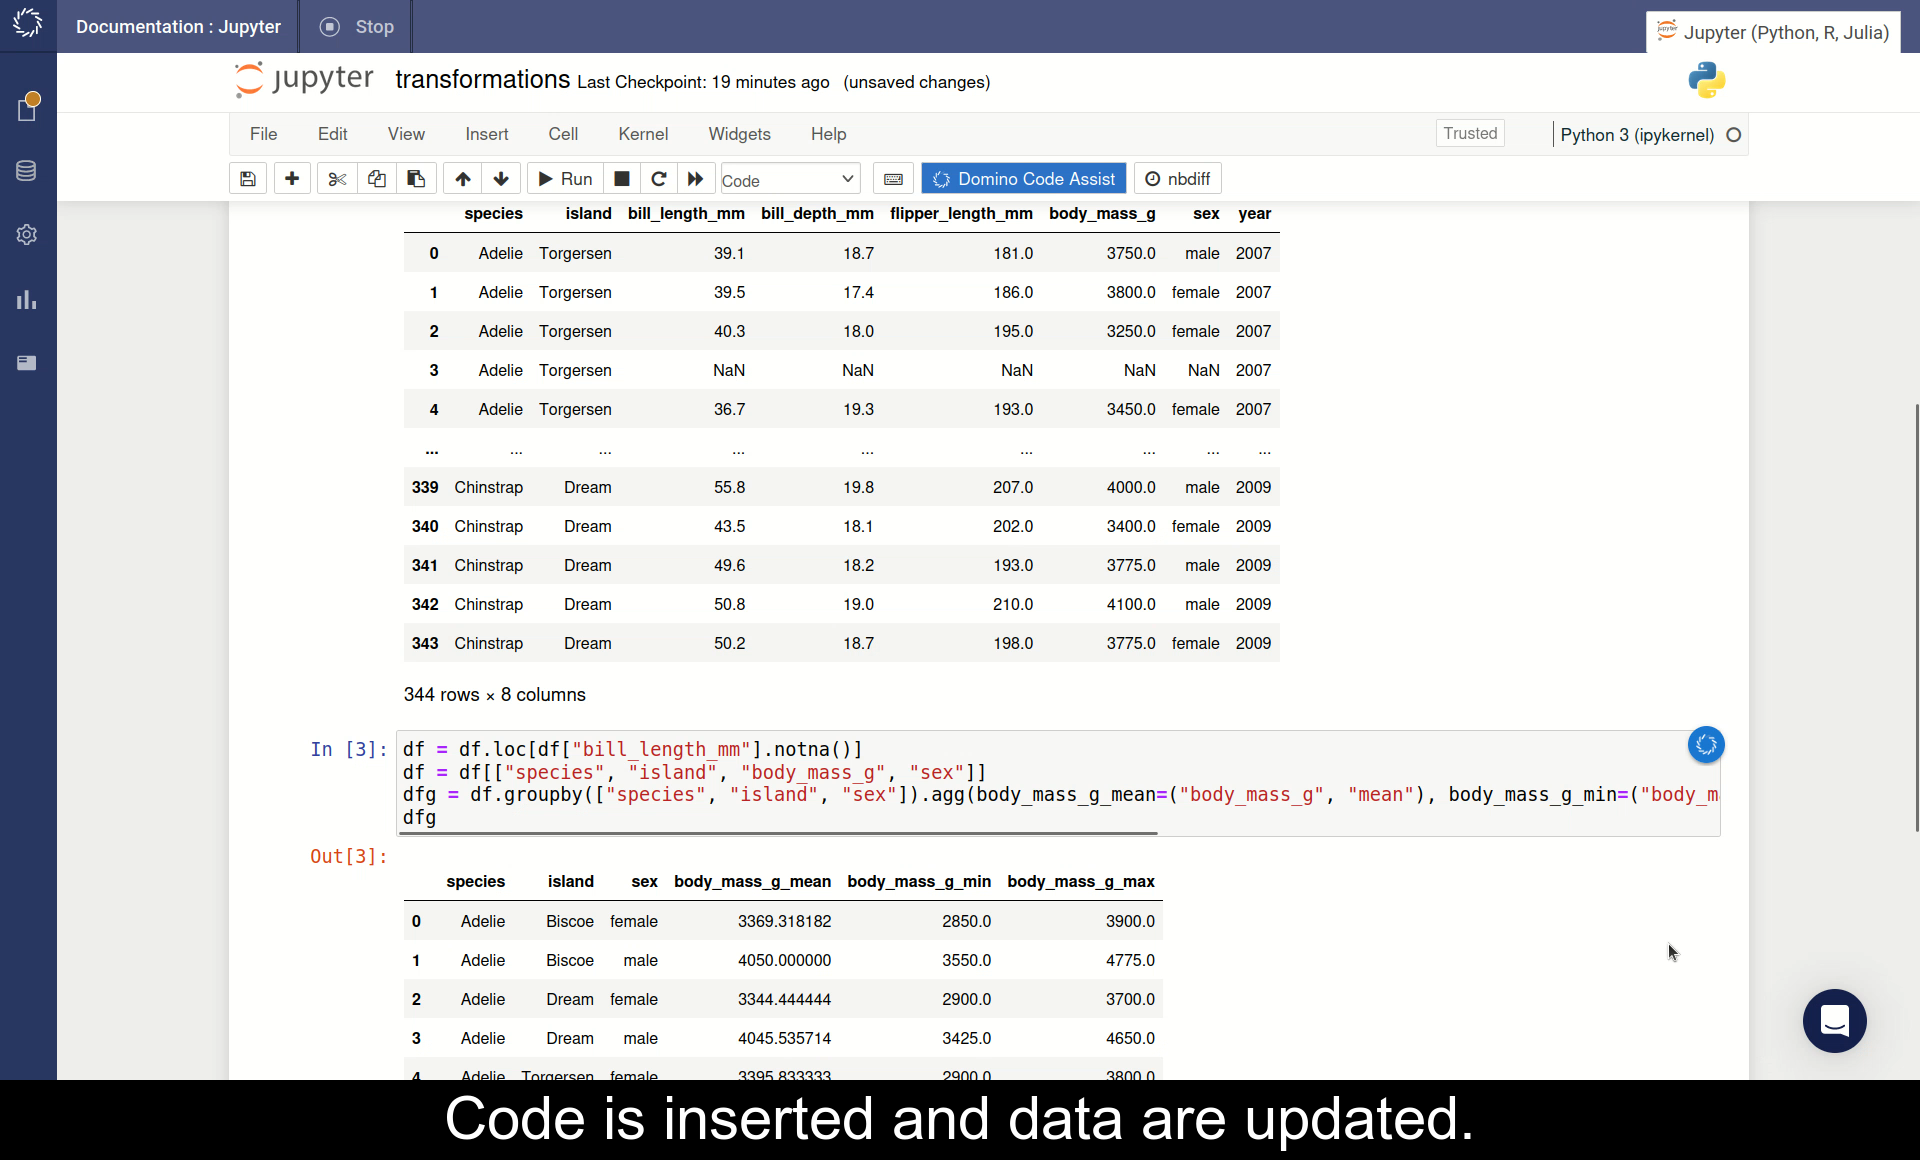 Documentation : Jupyter Stop Jupyter (Python, R, Julia)
jupyter transformations Last Checkpoint: 19 minutes ago (unsaved changes)
File Edit View Insert Cell Kernel Widgets Help Trusted Python 3 (ipykernel)
Run Code Domino Code Assist nbdiff
species island bill_length_mm bill_depth_mm flipper_length_mm body_mass_g sex year
0 Adelie Torgersen 39.1 18.7 181.0 3750.0 male 2007
1 Adelie Torgersen 39.5 17.4 186.0 3800.0 female 2007
2 Adelie Torgersen 40.3 18.0 195.0 3250.0 female 2007
3 Adelie Torgersen NaN NaN NaN NaN NaN 2007
4 Adelie Torgersen 36.7 19.3 193.0 3450.0 female 2007
... ... ... ... ... ... ... ... ...
339 Chinstrap Dream 55.8 19.8 207.0 4000.0 male 2009
340 Chinstrap Dream 43.5 18.1 202.0 3400.0 female 2009
341 Chinstrap Dream 49.6 18.2 193.0 3775.0 male 2009
342 Chinstrap Dream 50.8 19.0 210.0 4100.0 male 2009
343 Chinstrap Dream 50.2 18.7 198.0 3775.0 female 2009
344 rows × 8 columns
In [3]: df = df.loc[df["bill_length_mm"].notna()]
df = df[["species", "island", "body_mass_g", "sex"]]
dfg = df.groupby(["species", "island", "sex"]).agg(body_mass_g_mean=("body_mass_g", "mean"), body_mass_g_min=("body_m
dfg
Out[3]:
species island sex body_mass_g_mean body_mass_g_min body_mass_g_max
0 Adelie Biscoe female 3369.318182 2850.0 3900.0
1 Adelie Biscoe male 4050.000000 3550.0 4775.0
2 Adelie Dream female 3344.444444 2900.0 3700.0
3 Adelie Dream male 4045.535714 3425.0 4650.0
4 Adelie Torgersen female 3395.833333 2900.0 3800.0
Code is inserted and data are updated.